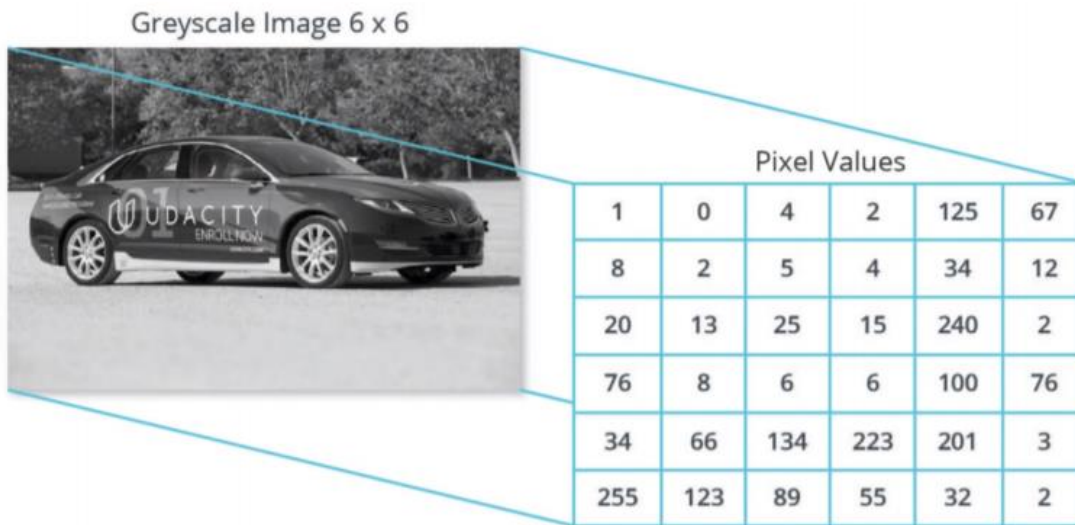 Greyscale Image 6 x 6
01
UDACITY
ENROLL NOW
Pixel Values
1 0 4 2 125 67
8 2 5 4 34 12
20 13 25 15 240 2
76 8 6 6 100 76
34 66 134 223 201 3
255 123 89 55 32 2